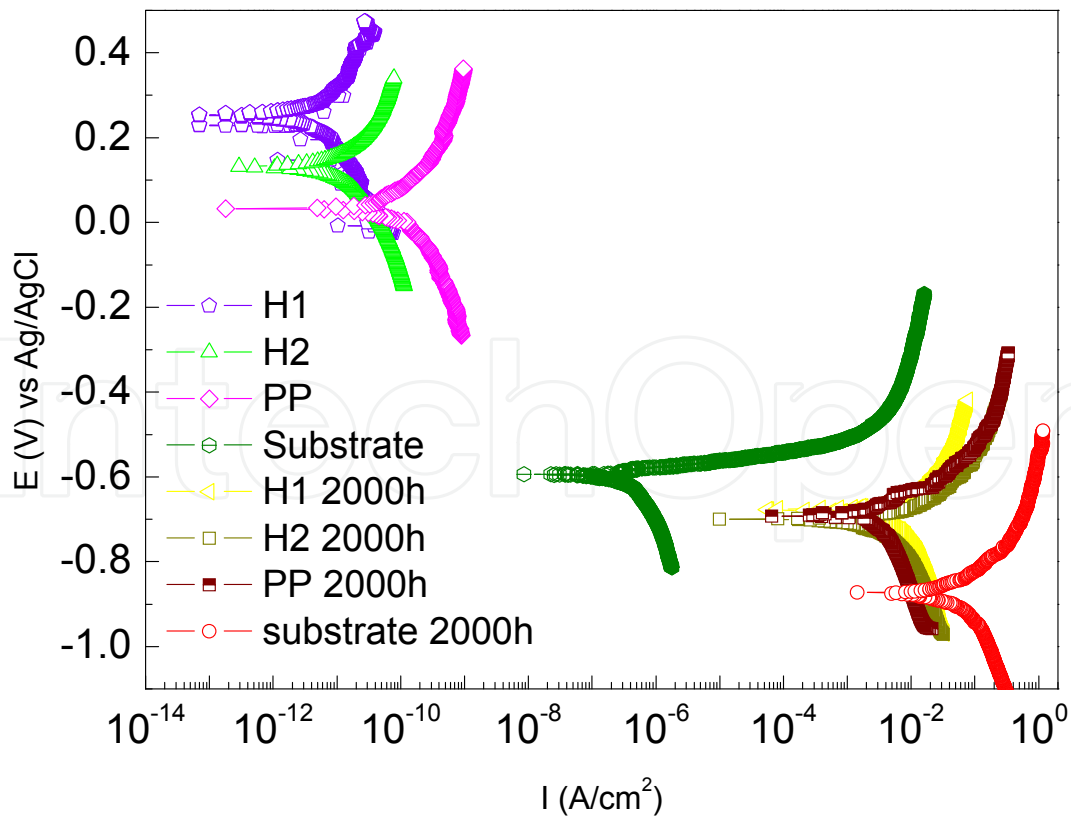 0.4
0.2
0.0
-0.2
-0.4
-0.6
-0.8
-1.0
E (V) vs Ag/AgCl
H1
H2
PP
Substrate
H1 2000h
H2 2000h
PP 2000h
substrate 2000h
IntechOpen
10⁻¹⁴ 10⁻¹² 10⁻¹⁰ 10⁻⁸ 10⁻⁶ 10⁻⁴ 10⁻² 10⁰
I (A/cm²)